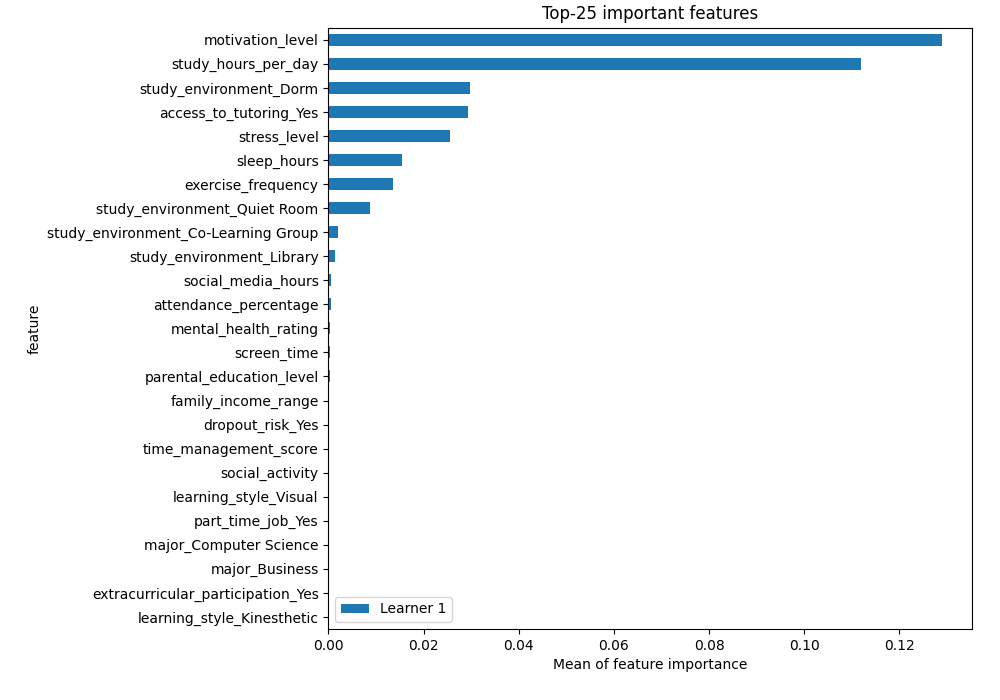 Top-25 important features
motivation_level
study_hours_per_day
study_environment_Dorm
access_to_tutoring_Yes
stress_level
sleep_hours
exercise_frequency
study_environment_Quiet Room
study_environment_Co-Learning Group
study_environment_Library
social_media_hours
attendance_percentage
mental_health_rating
screen_time
parental_education_level
family_income_range
dropout_risk_Yes
time_management_score
social_activity
learning_style_Visual
part_time_job_Yes
major_Computer Science
major_Business
extracurricular_participation_Yes
learning_style_Kinesthetic
feature
Learner 1
0.00 0.02 0.04 0.06 0.08 0.10 0.12
Mean of feature importance